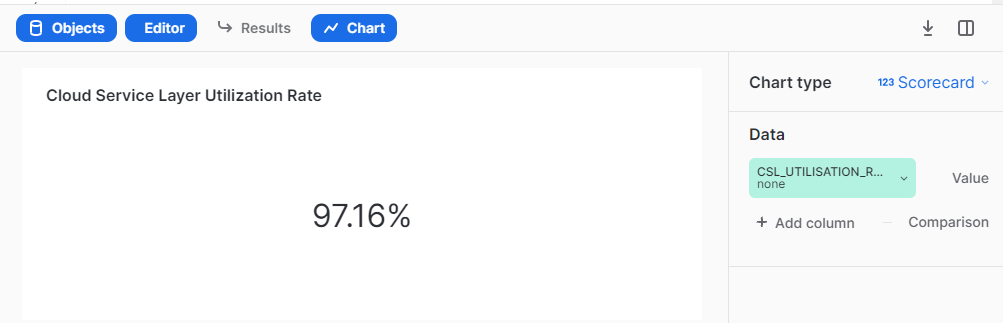 Objects
Editor
Results
Chart
Chart type
123 Scorecard
Cloud Service Layer Utilization Rate
97.16%
Data
CSL_UTILISATION_R...
none
Value
+ Add column
Comparison